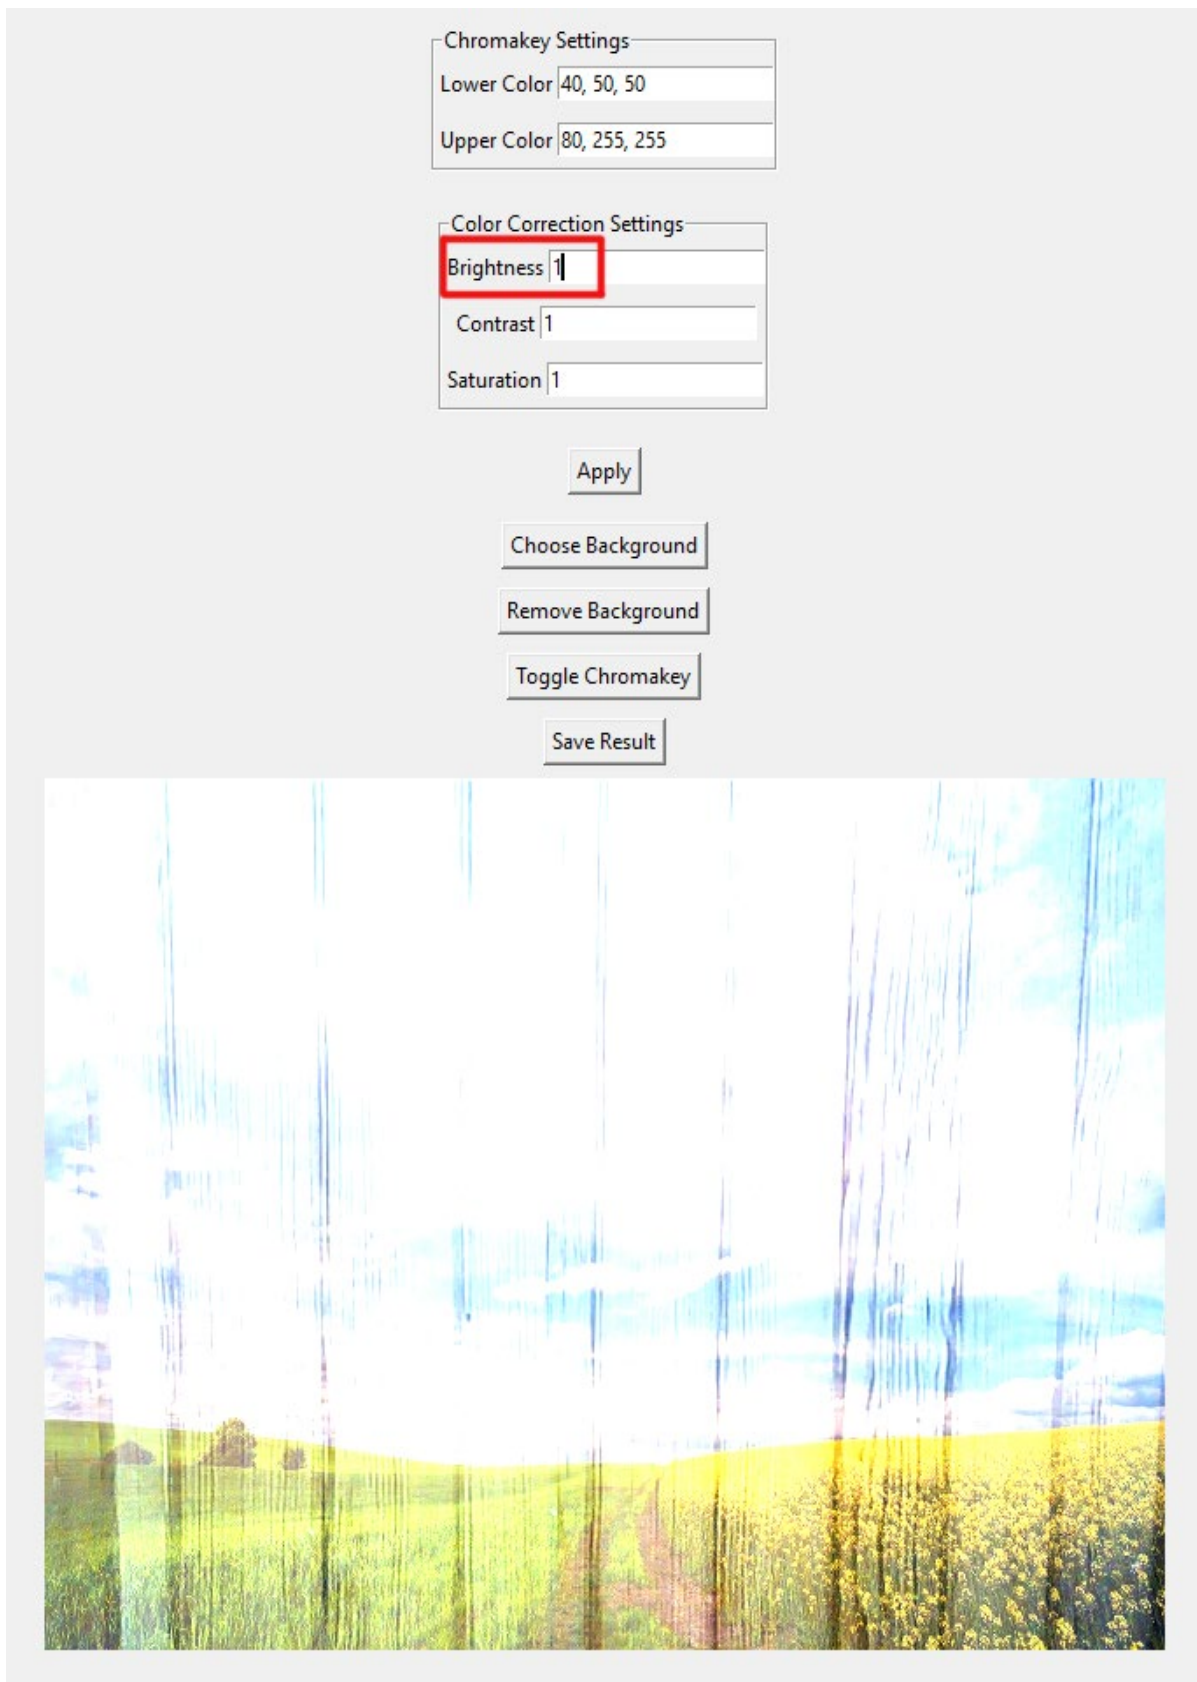 Chromakey Settings
Lower Color 40, 50, 50
Upper Color 80, 255, 255
Color Correction Settings
Brightness 1
Contrast 1
Saturation 1
Apply
Choose Background
Remove Background
Toggle Chromakey
Save Result